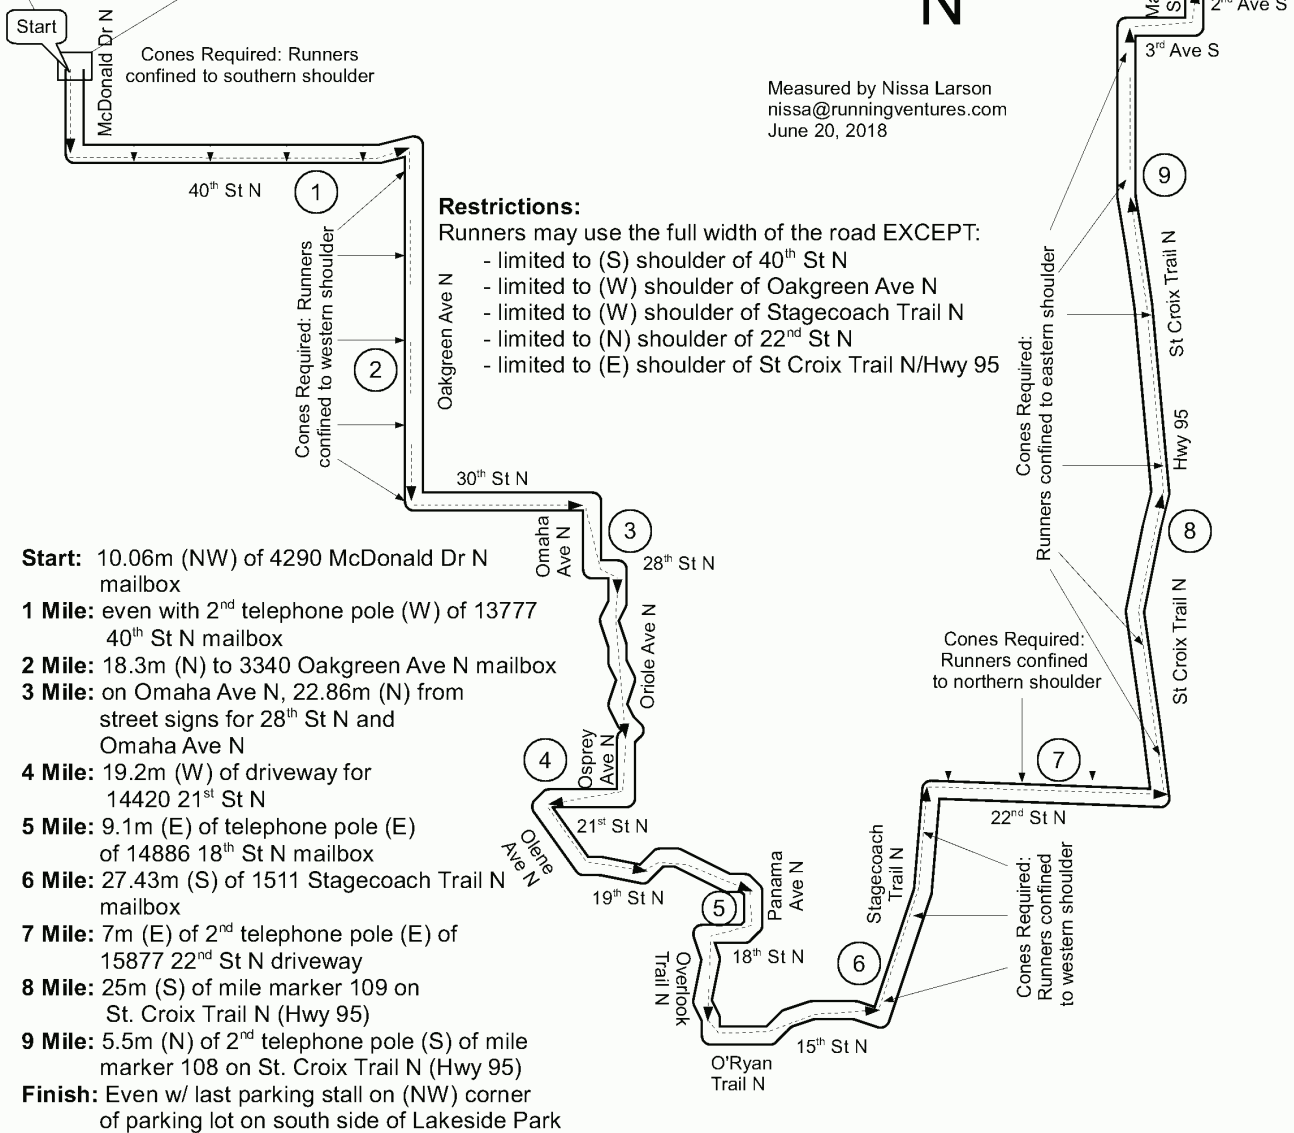 Start
McDonald Dr N
Cones Required: Runners
confined to southern shoulder
N
2nd Ave S
3rd Ave S
Measured by Nissa Larson
nissa@runningventures.com
June 20, 2018
40th St N
1
Restrictions:
Runners may use the full width of the road EXCEPT:
- limited to (S) shoulder of 40th St N
- limited to (W) shoulder of Oakgreen Ave N
- limited to (W) shoulder of Stagecoach Trail N
- limited to (N) shoulder of 22nd St N
- limited to (E) shoulder of St Croix Trail N/Hwy 95
Cones Required: Runners
confined to western shoulder
Oakgreen Ave N
2
9
St Croix Trail N
Cones Required:
Runners confined to eastern shoulder
Hwy 95
8
St Croix Trail N
30th St N
Omaha
Ave N
3
28th St N
Oriole Ave N
Start: 10.06m (NW) of 4290 McDonald Dr N
mailbox
1 Mile: even with 2nd telephone pole (W) of 13777
40th St N mailbox
2 Mile: 18.3m (N) to 3340 Oakgreen Ave N mailbox
3 Mile: on Omaha Ave N, 22.86m (N) from
street signs for 28th St N and
Omaha Ave N
4 Mile: 19.2m (W) of driveway for
14420 21st St N
5 Mile: 9.1m (E) of telephone pole (E)
of 14886 18th St N mailbox
6 Mile: 27.43m (S) of 1511 Stagecoach Trail N
mailbox
7 Mile: 7m (E) of 2nd telephone pole (E) of
15877 22nd St N driveway
8 Mile: 25m (S) of mile marker 109 on
St. Croix Trail N (Hwy 95)
9 Mile: 5.5m (N) of 2nd telephone pole (S) of mile
marker 108 on St. Croix Trail N (Hwy 95)
Finish: Even w/ last parking stall on (NW) corner
of parking lot on south side of Lakeside Park
Osprey
Ave N
4
21st St N
Olene
Ave N
19th St N
5
Panama
Ave N
18th St N
Overlook
Trail N
O'Ryan
Trail N
15th St N
6
Stagecoach
Trail N
Cones Required:
Runners confined
to northern shoulder
7
22nd St N
Cones Required:
Runners confined
to western shoulder